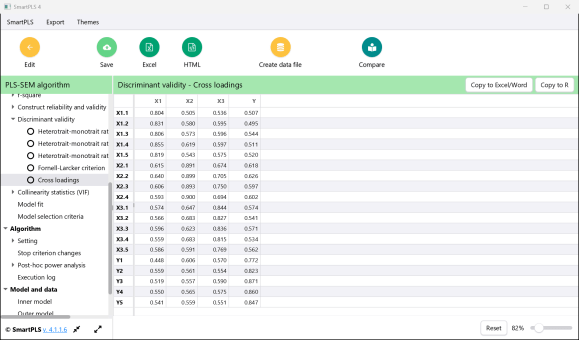 SmartPLS 4
SmartPLS Export Themes
Edit Save Excel HTML Create data file Compare
PLS-SEM algorithm
Discriminant validity - Cross loadings
Copy to Excel/Word Copy to R
r-square
Construct reliability and validity
Discriminant validity
Heterotrait-monotrait rat
Heterotrait-monotrait rat
Heterotrait-monotrait rat
Fornell-Larcker criterion
Cross loadings
Collinearity statistics (VIF)
Model fit
Model selection criteria
Algorithm
Setting
Stop criterion changes
Post-hoc power analysis
Execution log
Model and data
Inner model
Outer model
© SmartPLS v. 4.1.1.6
X1 X2 X3 Y
X1.1 0.804 0.505 0.536 0.507
X1.2 0.831 0.580 0.595 0.495
X1.3 0.806 0.573 0.596 0.544
X1.4 0.855 0.619 0.597 0.511
X1.5 0.819 0.543 0.575 0.520
X2.1 0.615 0.891 0.674 0.618
X2.2 0.640 0.899 0.705 0.626
X2.3 0.606 0.893 0.750 0.597
X2.4 0.593 0.900 0.694 0.602
X3.1 0.574 0.647 0.844 0.574
X3.2 0.566 0.683 0.827 0.541
X3.3 0.596 0.623 0.836 0.571
X3.4 0.559 0.683 0.815 0.534
X3.5 0.586 0.591 0.769 0.562
Y1 0.448 0.606 0.570 0.772
Y2 0.559 0.561 0.554 0.823
Y3 0.519 0.557 0.590 0.871
Y4 0.550 0.565 0.575 0.860
Y5 0.541 0.559 0.551 0.847
Reset 82%